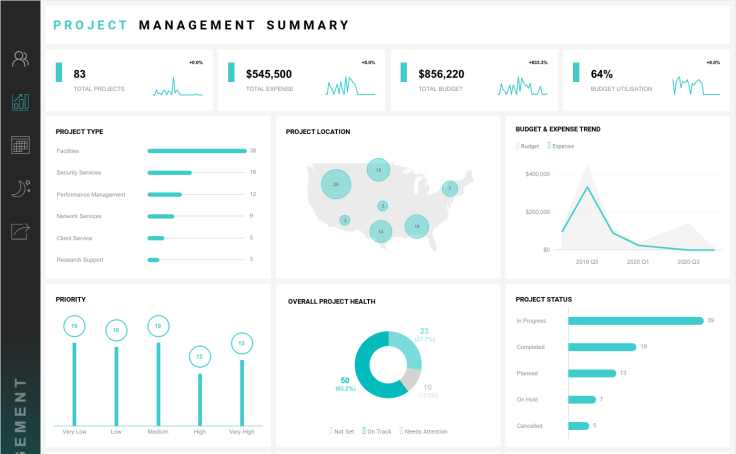 PROJECT MANAGEMENT SUMMARY
+0.0%
83
TOTAL PROJECTS
+0.0%
$545,500
TOTAL EXPENSE
+833.3%
$856,220
TOTAL BUDGET
+0.0%
64%
BUDGET UTILISATION
PROJECT TYPE
Facilities 38
Security Services 16
Performance Management 12
Network Services 9
Client Service 5
Research Support 3
PROJECT LOCATION
25
15
7
3
3
14
16
BUDGET & EXPENSE TREND
Budget Expense
$400,000
$200,000
$0
2019 Q3 2020 Q1 2020 Q3
PRIORITY
19
16
19
12
15
Very Low Low Medium High Very High
OVERALL PROJECT HEALTH
23
(27.7%)
50
(60.2%)
10
(12.0%)
Not Set On Track Needs Attention
PROJECT STATUS
In Progress 39
Completed 19
Planned 13
On Hold 7
Cancelled 5
GEMENT